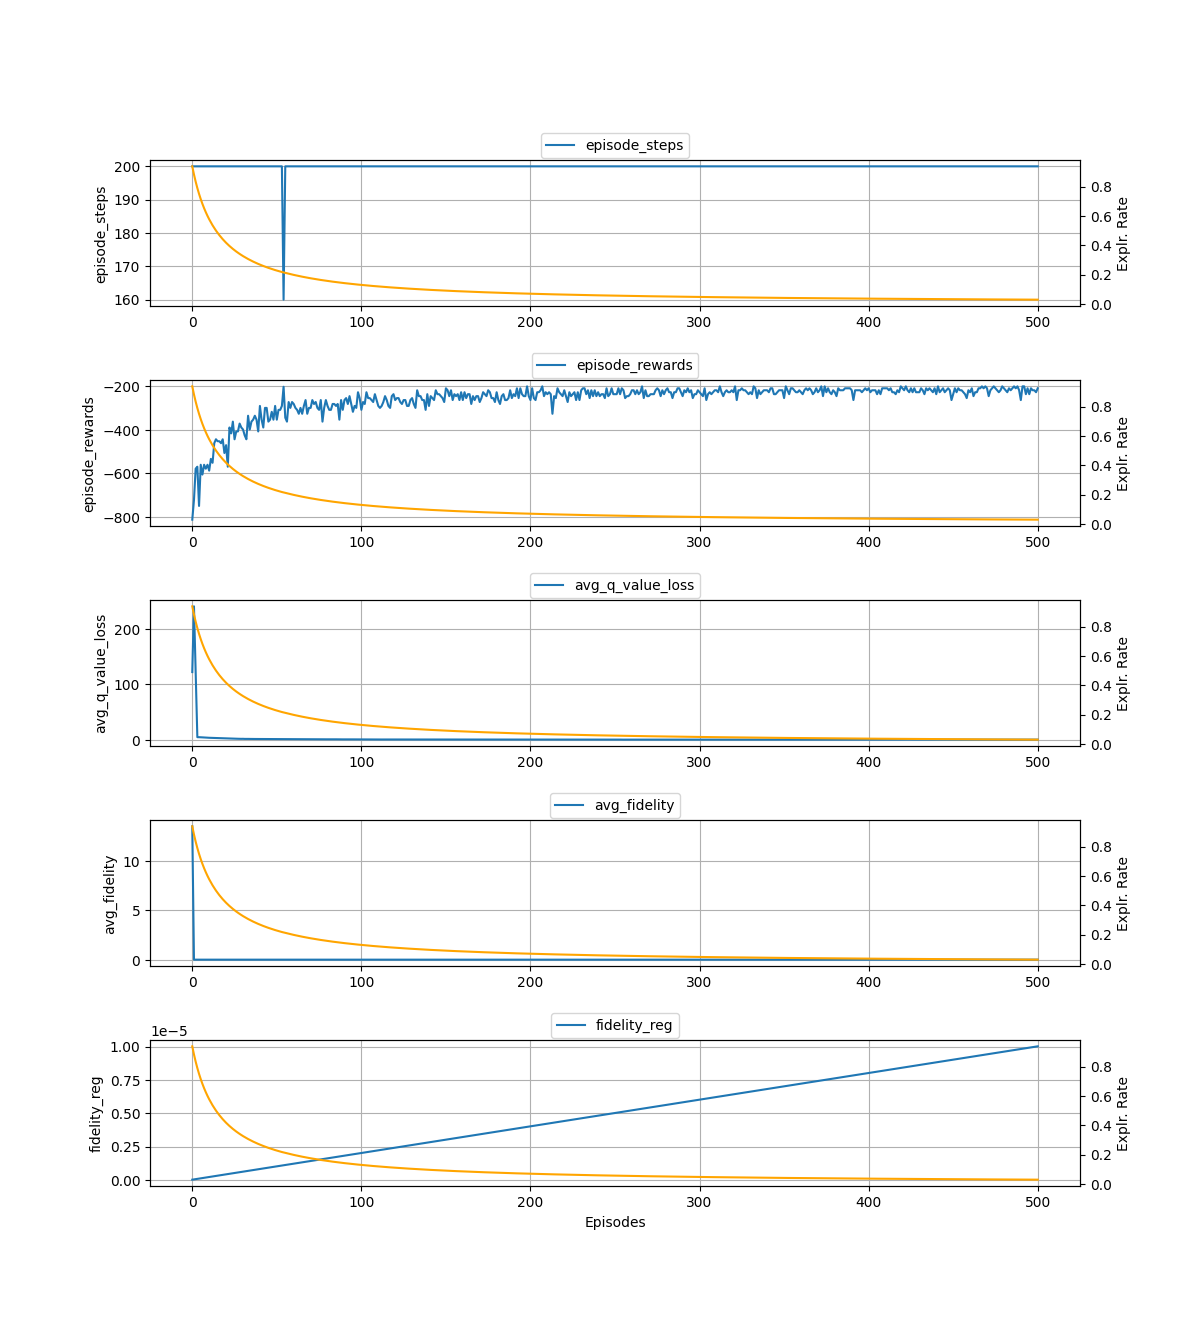 episode_steps
200
190
180
170
160
episode_steps
0.8
0.6
0.4
0.2
0.0
Explr. Rate
0 100 200 300 400 500
episode_rewards
−200
−400
−600
−800
episode_rewards
0.8
0.6
0.4
0.2
0.0
Explr. Rate
0 100 200 300 400 500
avg_q_value_loss
200
100
0
avg_q_value_loss
0.8
0.6
0.4
0.2
0.0
Explr. Rate
0 100 200 300 400 500
avg_fidelity
10
5
0
avg_fidelity
0.8
0.6
0.4
0.2
0.0
Explr. Rate
0 100 200 300 400 500
fidelity_reg
1e−5
1.00
0.75
0.50
0.25
0.00
fidelity_reg
0.8
0.6
0.4
0.2
0.0
Explr. Rate
0 100 200 300 400 500
Episodes